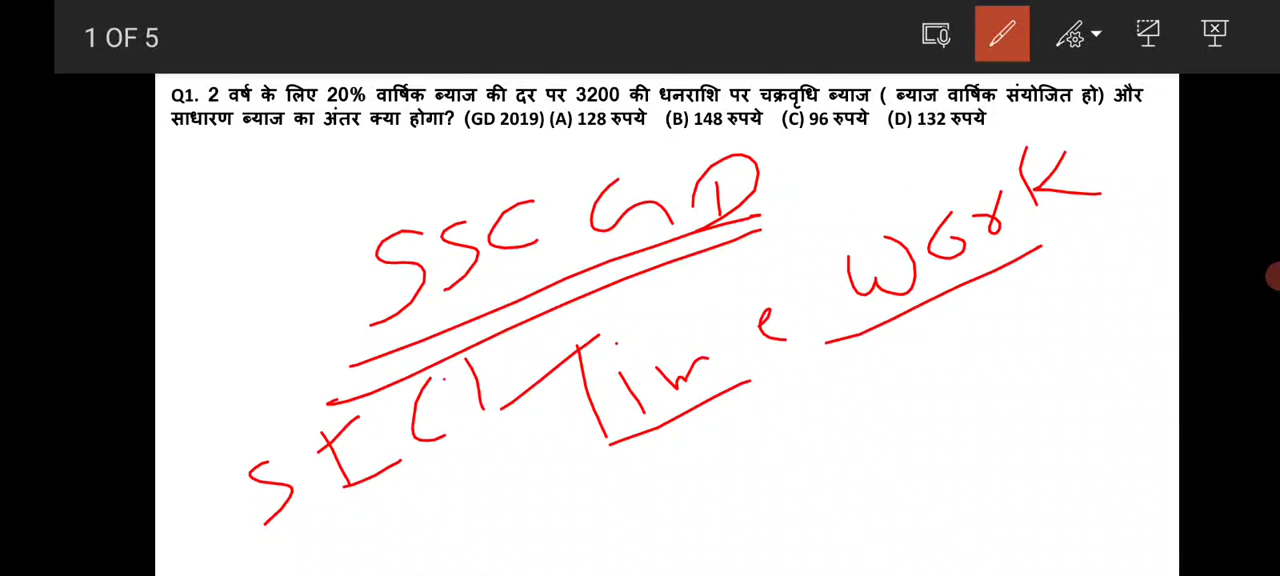 1 OF 5
Q1. 2 वर्ष के लिए 20% वार्षिक ब्याज की दर पर 3200 की धनराशि पर चक्रवृधि ब्याज ( ब्याज वार्षिक संयोजित हो) और
साधारण ब्याज का अंतर क्या होगा? (GD 2019) (A) 128 रुपये (B) 148 रुपये (C) 96 रुपये (D) 132 रुपये
SSC GD
SI CI Time Work